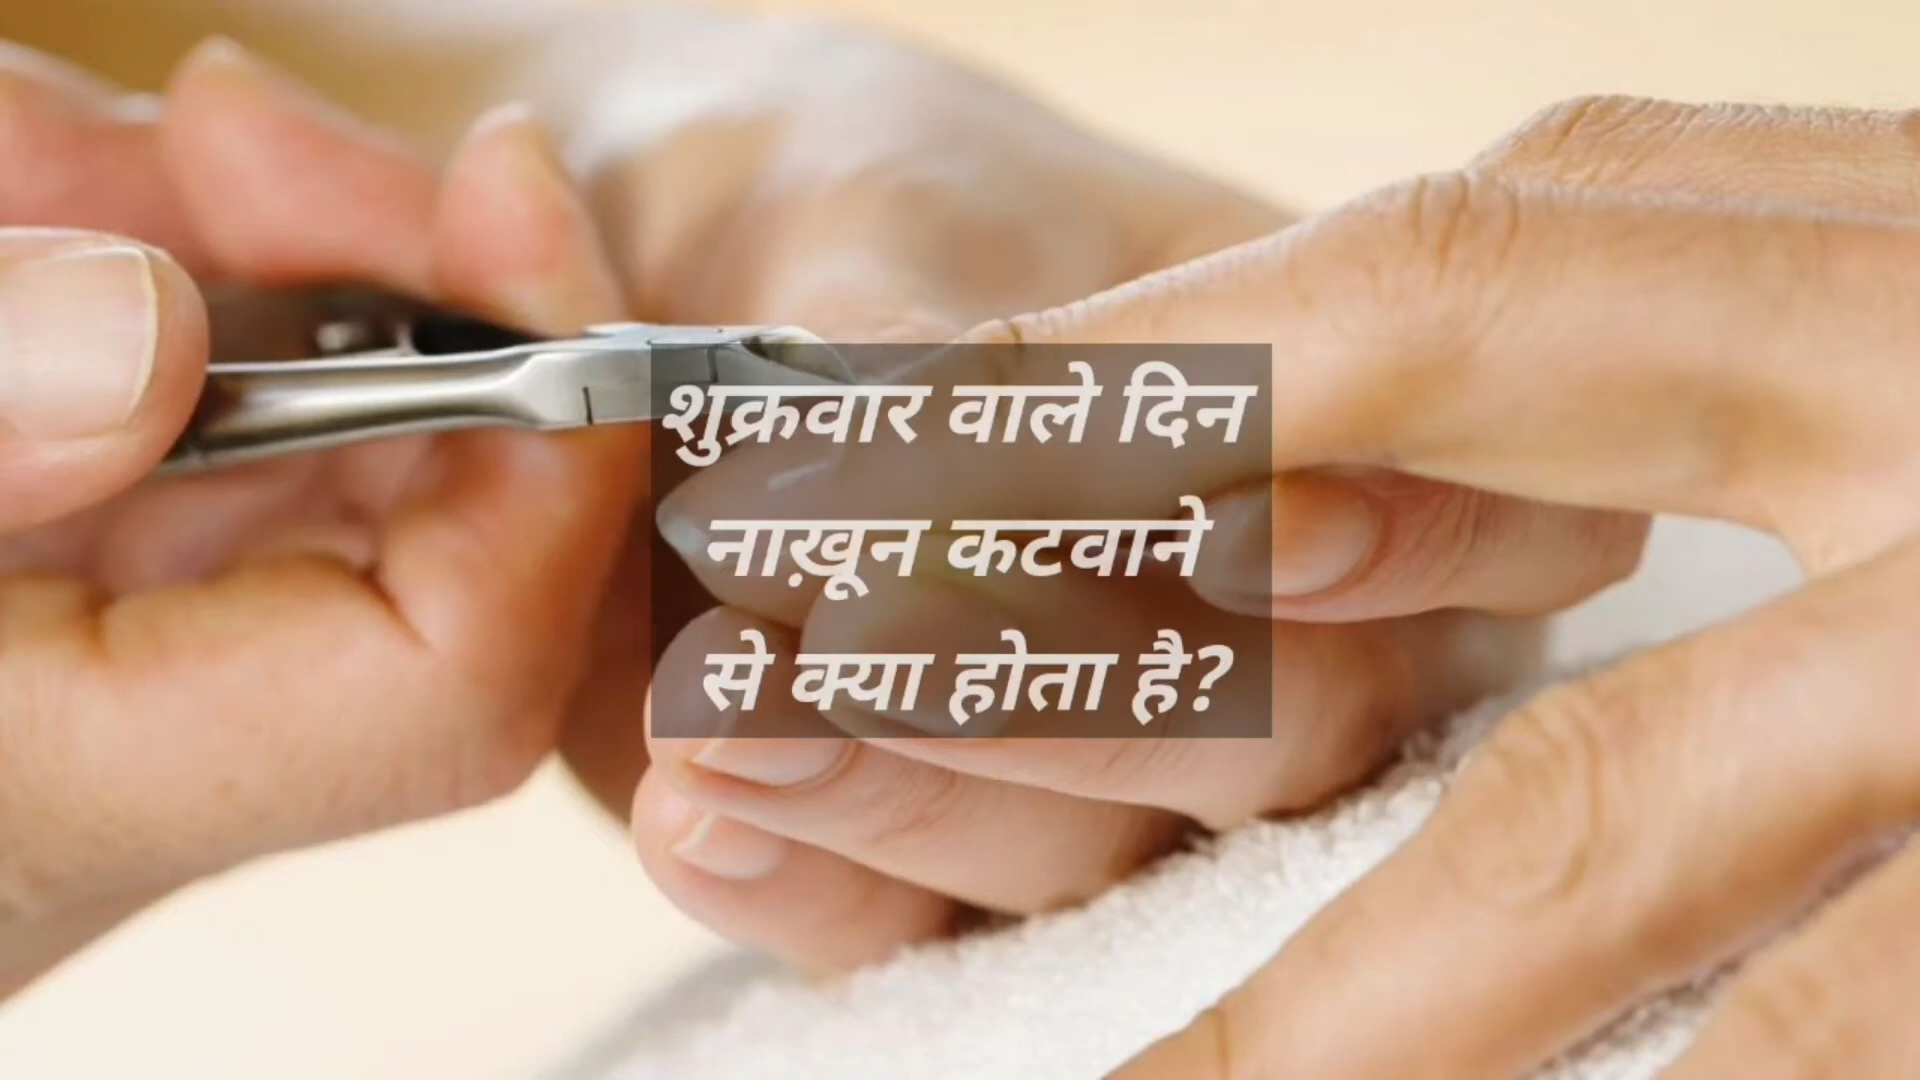 शुक्रवार वाले दिन
नाख़ून कटवाने
से क्या होता है?